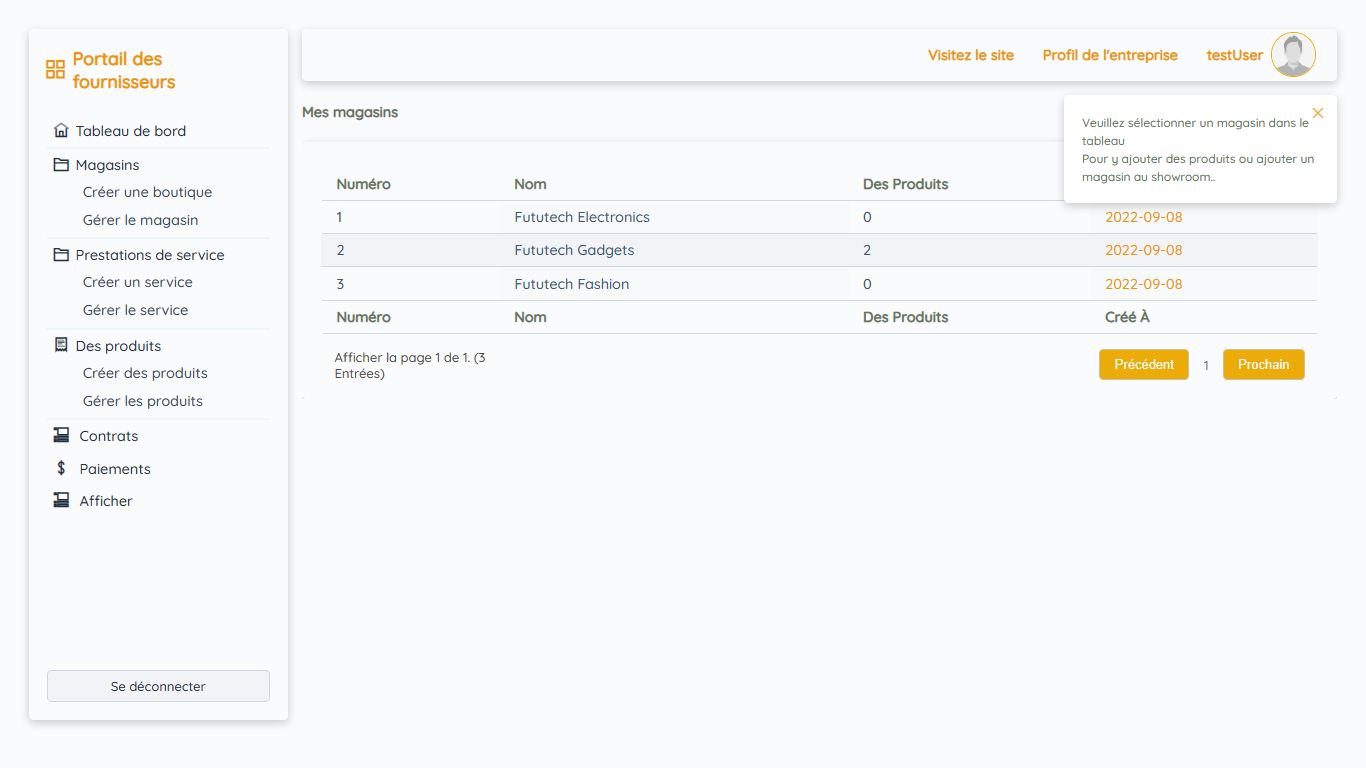 Portail des
fournisseurs
Tableau de bord
Magasins
Créer une boutique
Gérer le magasin
Prestations de service
Créer un service
Gérer le service
Des produits
Créer des produits
Gérer les produits
Contrats
Paiements
Afficher
Se déconnecter
Visitez le site Profil de l'entreprise testUser
Mes magasins
Veuillez sélectionner un magasin dans le
tableau
Pour y ajouter des produits ou ajouter un
magasin au showroom..
Numéro Nom Des Produits
1 Fututech Electronics 0 2022-09-08
2 Fututech Gadgets 2 2022-09-08
3 Fututech Fashion 0 2022-09-08
Numéro Nom Des Produits Créé À
Afficher la page 1 de 1. (3
Entrées)
Précédent 1 Prochain